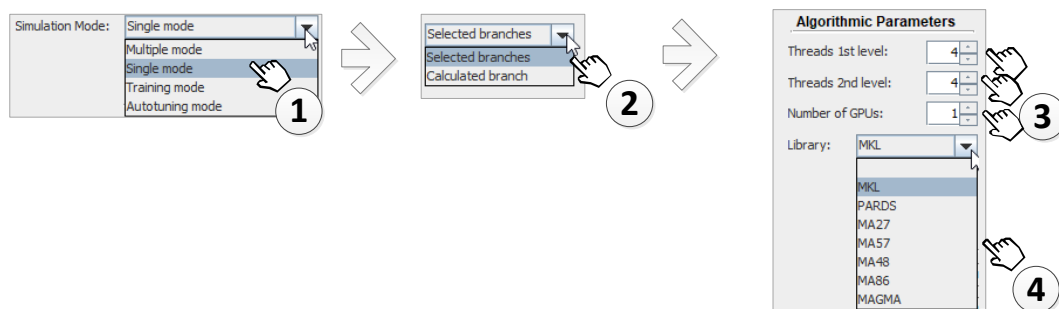 Simulation Mode: Single mode
Multiple mode
Single mode
Training mode
Autotuning mode
1
Selected branches
Selected branches
Calculated branch
2
Algorithmic Parameters
Threads 1st level: 4
Threads 2nd level: 4
Number of GPUs: 1
3
Library: MKL
MKL
PARDS
MA27
MA57
MA48
MA86
MAGMA
4